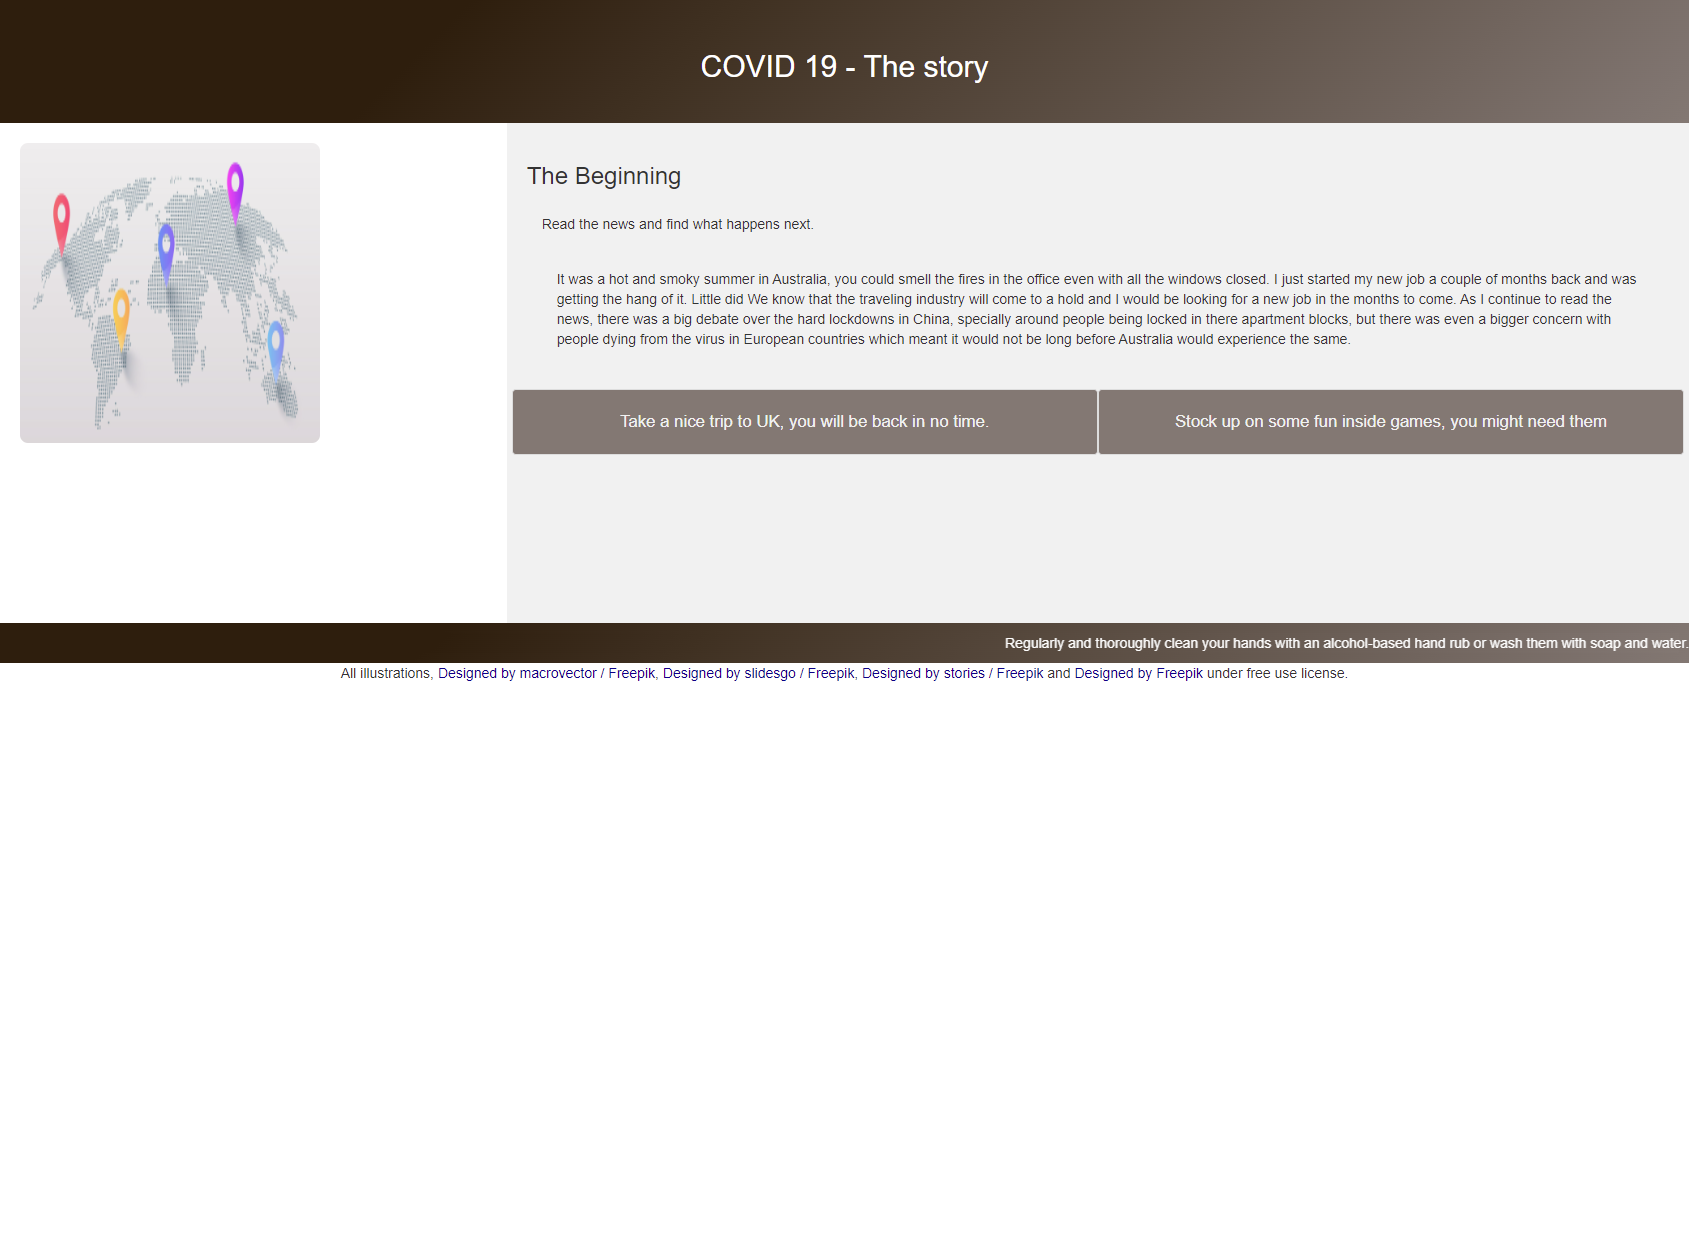 COVID 19 - The story
The Beginning
Read the news and find what happens next.
It was a hot and smoky summer in Australia, you could smell the fires in the office even with all the windows closed. I just started my new job a couple of months back and was
getting the hang of it. Little did We know that the traveling industry will come to a hold and I would be looking for a new job in the months to come. As I continue to read the
news, there was a big debate over the hard lockdowns in China, specially around people being locked in there apartment blocks, but there was even a bigger concern with
people dying from the virus in European countries which meant it would not be long before Australia would experience the same.
Take a nice trip to UK, you will be back in no time.
Stock up on some fun inside games, you might need them
Regularly and thoroughly clean your hands with an alcohol-based hand rub or wash them with soap and water.
All illustrations, Designed by macrovector / Freepik, Designed by slidesgo / Freepik, Designed by stories / Freepik and Designed by Freepik under free use license.